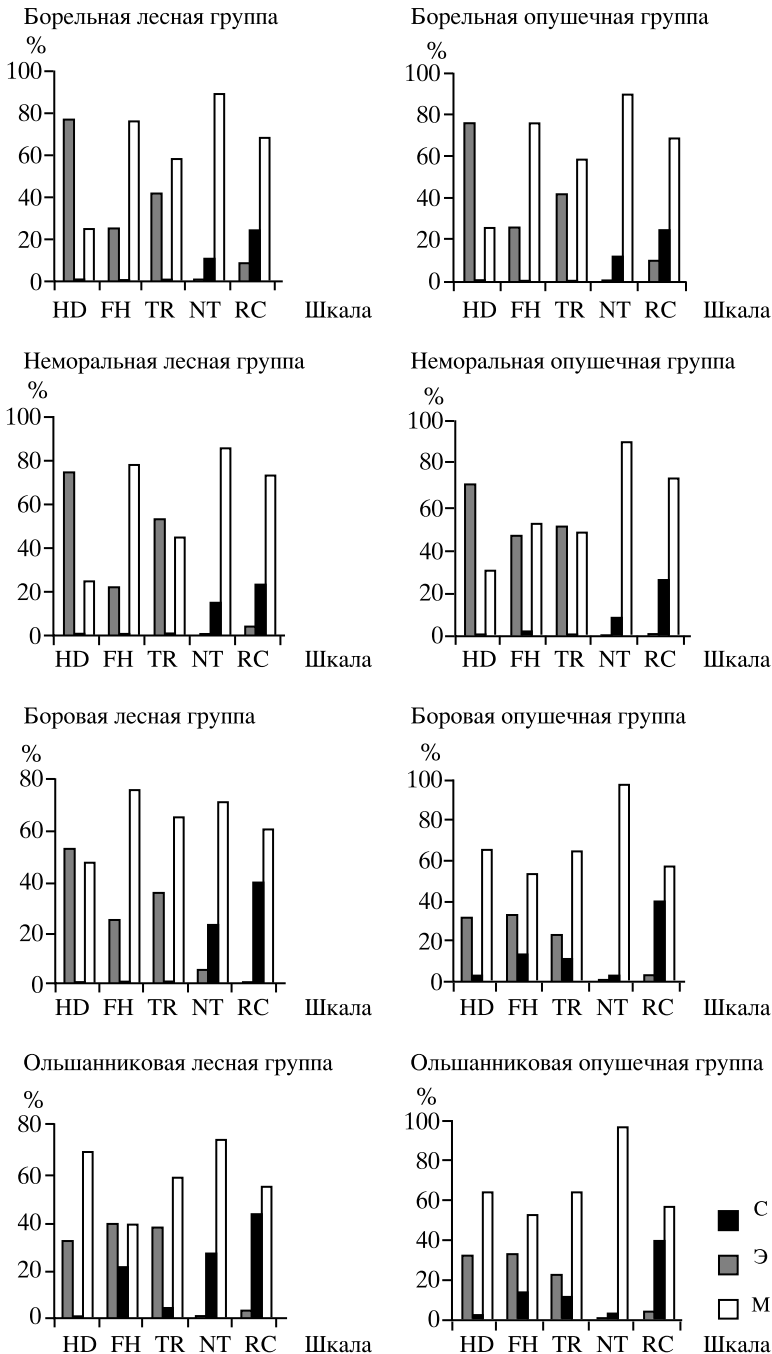 Борельная лесная группа
%
100
80
60
40
20
0
HD FH TR NT RC Шкала
Борельная опушечная группа
%
100
80
60
40
20
0
HD FH TR NT RC Шкала
Неморальная лесная группа
%
100
80
60
40
20
0
HD FH TR NT RC Шкала
Неморальная опушечная группа
%
100
80
60
40
20
0
HD FH TR NT RC Шкала
Боровая лесная группа
%
80
60
40
20
0
HD FH TR NT RC Шкала
Боровая опушечная группа
%
100
80
60
40
20
0
HD FH TR NT RC Шкала
Ольшанниковая лесная группа
%
80
60
40
20
0
HD FH TR NT RC Шкала
Ольшанниковая опушечная группа
%
100
80
60
40
20
0
HD FH TR NT RC Шкала
С
Э
М